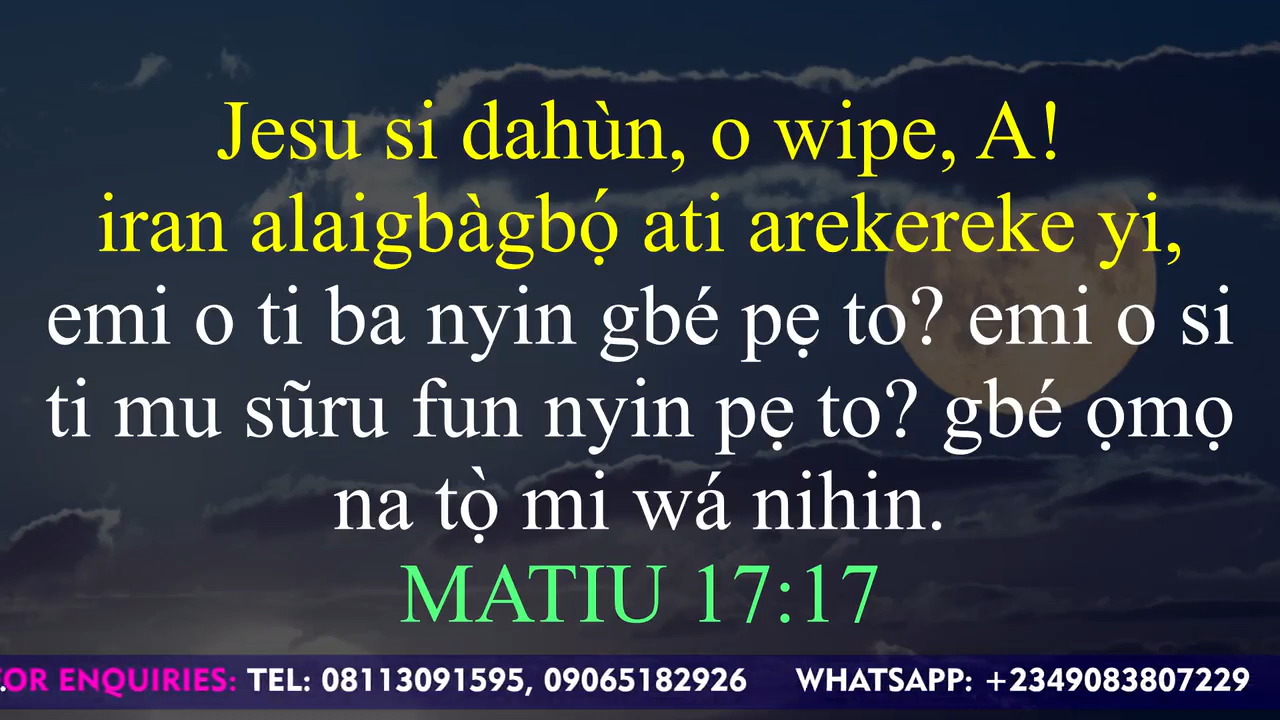 Jesu si dahùn, o wipe, A!
iran alaigbàgbọ́ ati arekereke yi,
emi o ti ba nyin gbé pẹ to? emi o si
ti mu sũru fun nyin pẹ to? gbé ọmọ
na tọ̀ mi wá nihin.
MATIU 17:17
.OR ENQUIRIES: TEL: 08113091595, 09065182926 WHATSAPP: +2349083807229